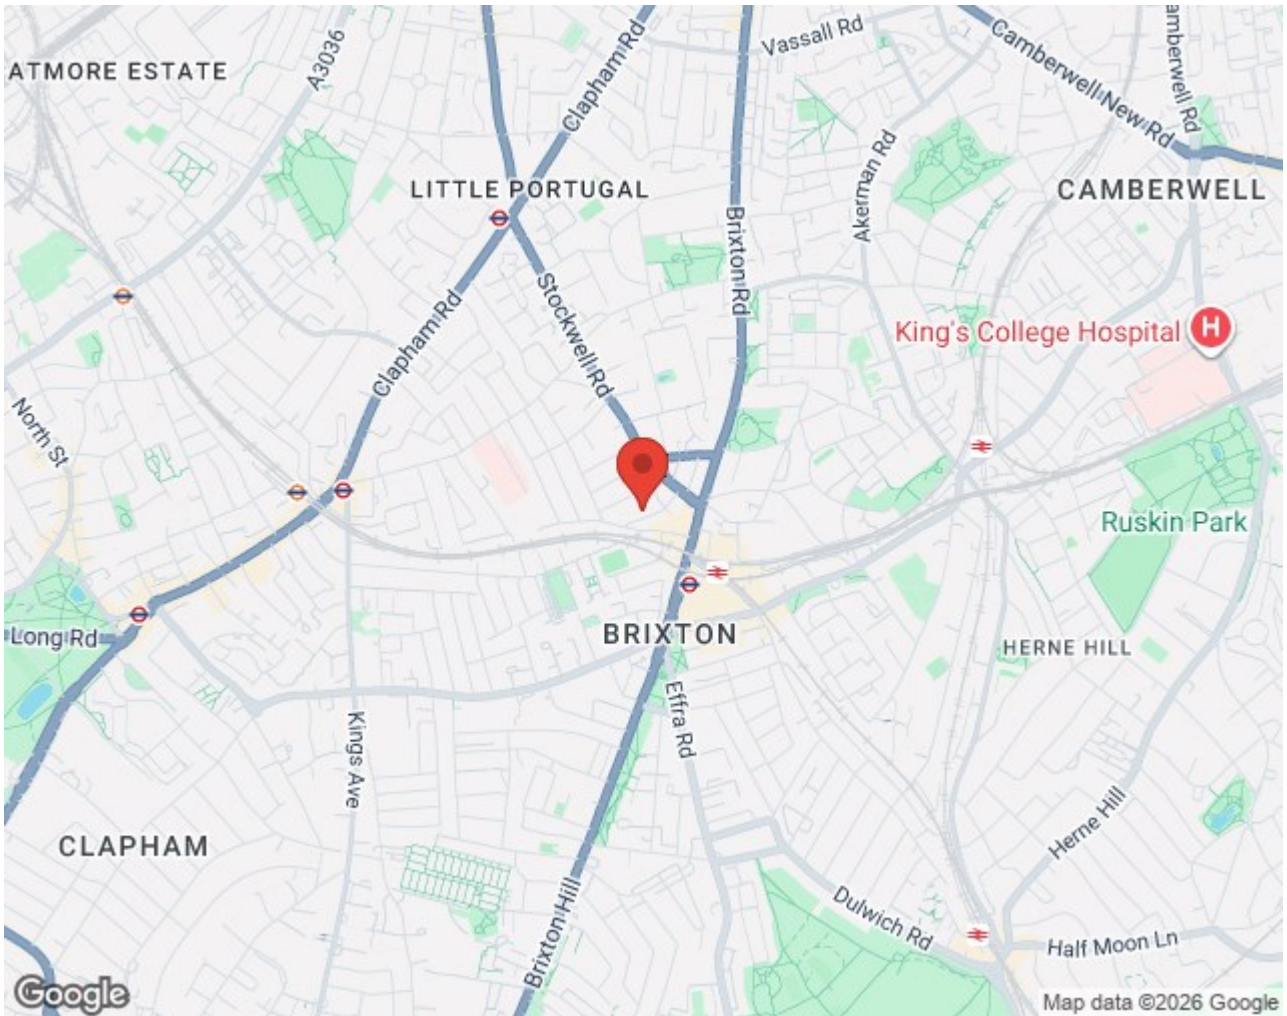 Vassall Rd
Camberwell New Rd
amberwell Rd
ATMORE ESTATE
A3036
Clapham Rd
LITTLE PORTUGAL
Akerman Rd
CAMBERWELL
Brixton Rd
Stockwell Rd
Clapham Rd
King's College Hospital
H
North St
Ruskin Park
Long Rd
BRIXTON
HERNE HILL
Effra Rd
Kings Ave
CLAPHAM
Herne Hill
Brixton Hill
Dulwich Rd
Half Moon Ln
Google
Map data ©2026 Google